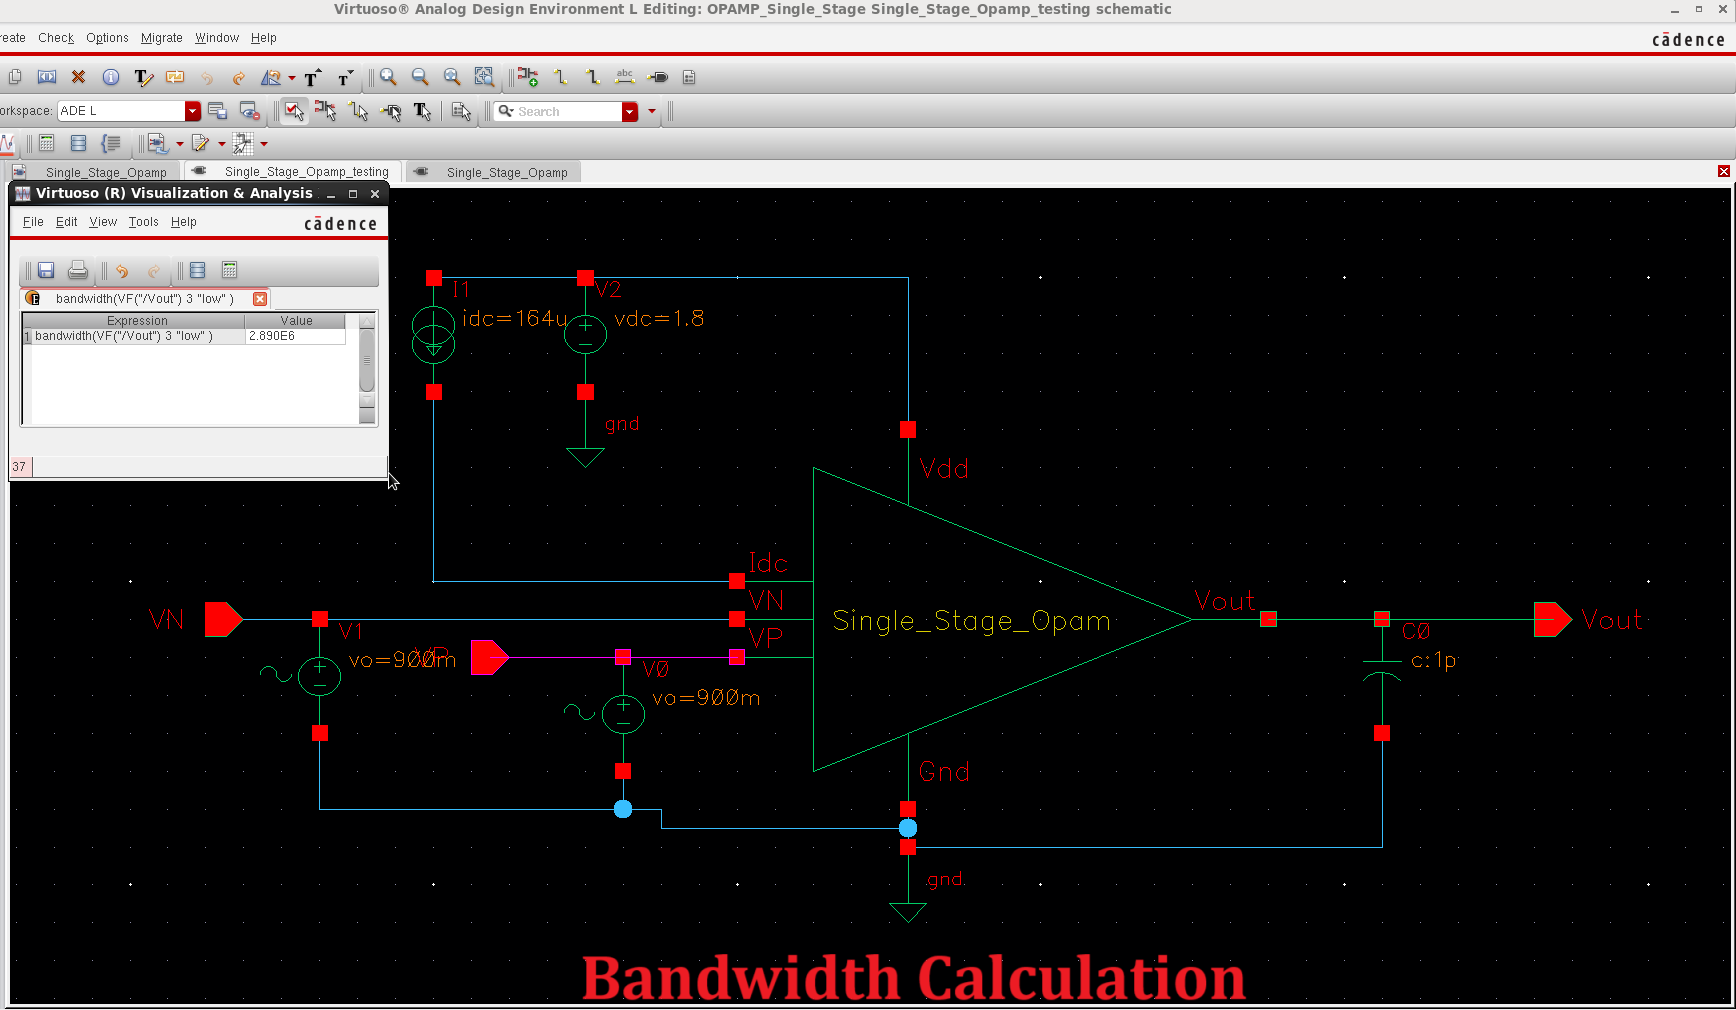 Virtuoso® Analog Design Environment L Editing: OPAMP_Single_Stage Single_Stage_Opamp_testing schematic
reate Check Options Migrate Window Help
cādence
abc
orkspace: ADE L
Search
Single_Stage_Opamp Single_Stage_Opamp_testing Single_Stage_Opamp
Virtuoso (R) Visualization & Analysis
File Edit View Tools Help
cādence
bandwidth(VF("/Vout") 3 "low" )
Expression Value
1 bandwidth(VF("/Vout") 3 "low" ) 2.890E6
37
I1
idc=164u
V2
vdc=1.8
gnd
Vdd
Idc
VN
VP
Single_Stage_Opam
Vout
Vout
VN
V1
vo=900m
VP
V0
vo=900m
C0
c:1p
Gnd
gnd
Bandwidth Calculation